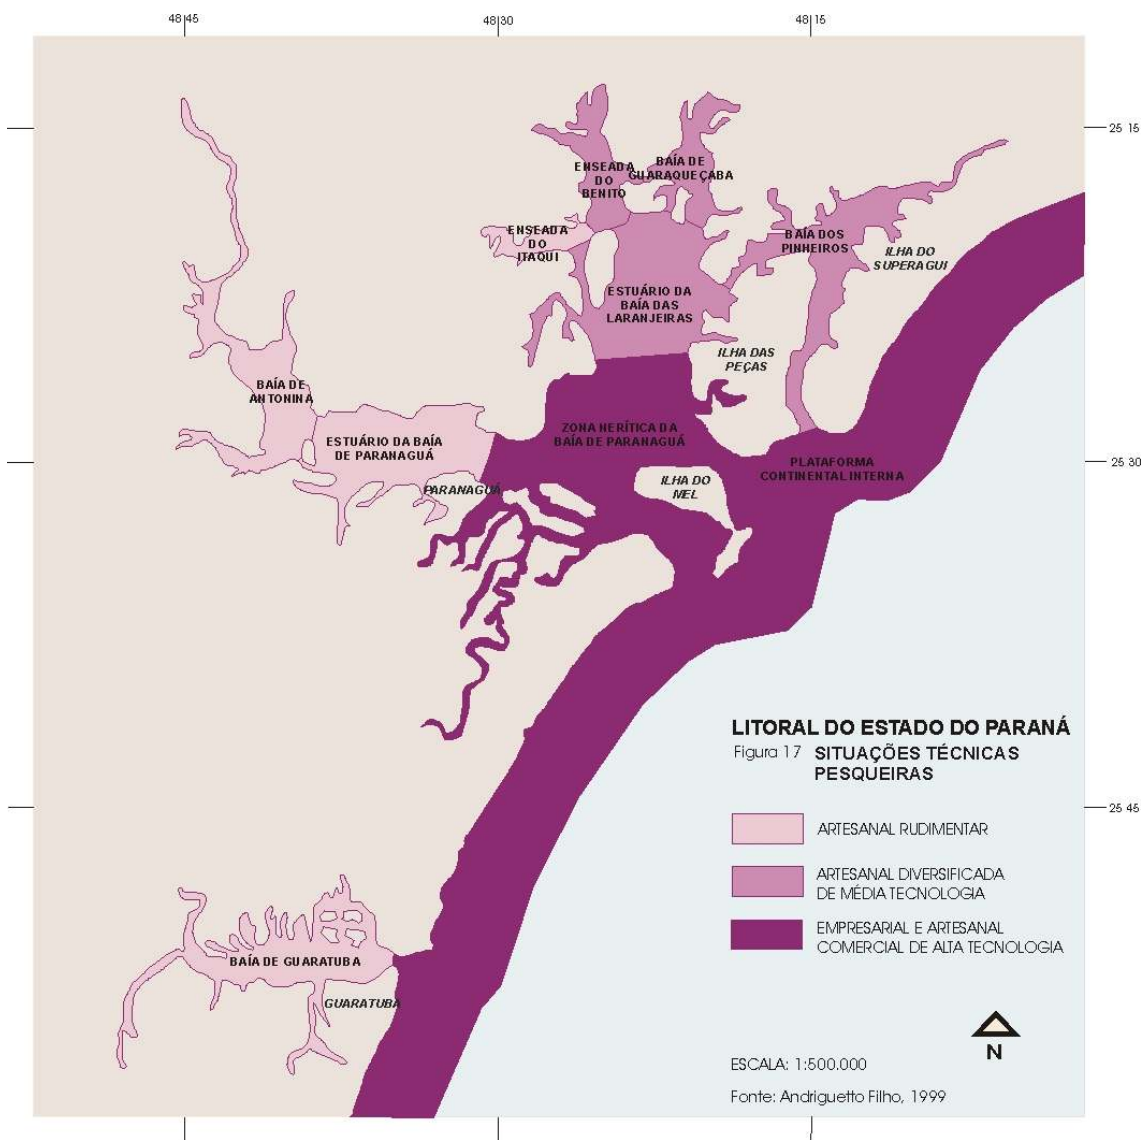 48 45
48 30
48 15
25 15
ENSEADA
DO
BENITO
BAÍA DE
GUARAQUEÇABA
ENSEADA
DO
ITAQUI
BAÍA DOS
PINHEIROS
ILHA DO
SUPERAGUI
ESTUÁRIO DA
BAÍA DAS
LARANJEIRAS
ILHA DAS
PEÇAS
BAÍA DE
ANTONINA
ESTUÁRIO DA BAÍA
DE PARANAGUÁ
ZONA NERÍTICA DA
BAÍA DE PARANAGUÁ
PLATAFORMA
CONTINENTAL INTERNA
25 30
PARANAGUÁ
ILHA DO
MEL
LITORAL DO ESTADO DO PARANÁ
Figura 17 SITUAÇÕES TÉCNICAS
PESQUEIRAS
25 45
ARTESANAL RUDIMENTAR
ARTESANAL DIVERSIFICADA
DE MÉDIA TECNOLOGIA
EMPRESARIAL E ARTESANAL
COMERCIAL DE ALTA TECNOLOGIA
BAÍA DE GUARATUBA
GUARATUBA
N
ESCALA: 1:500.000
Fonte: Andriguetto Filho, 1999